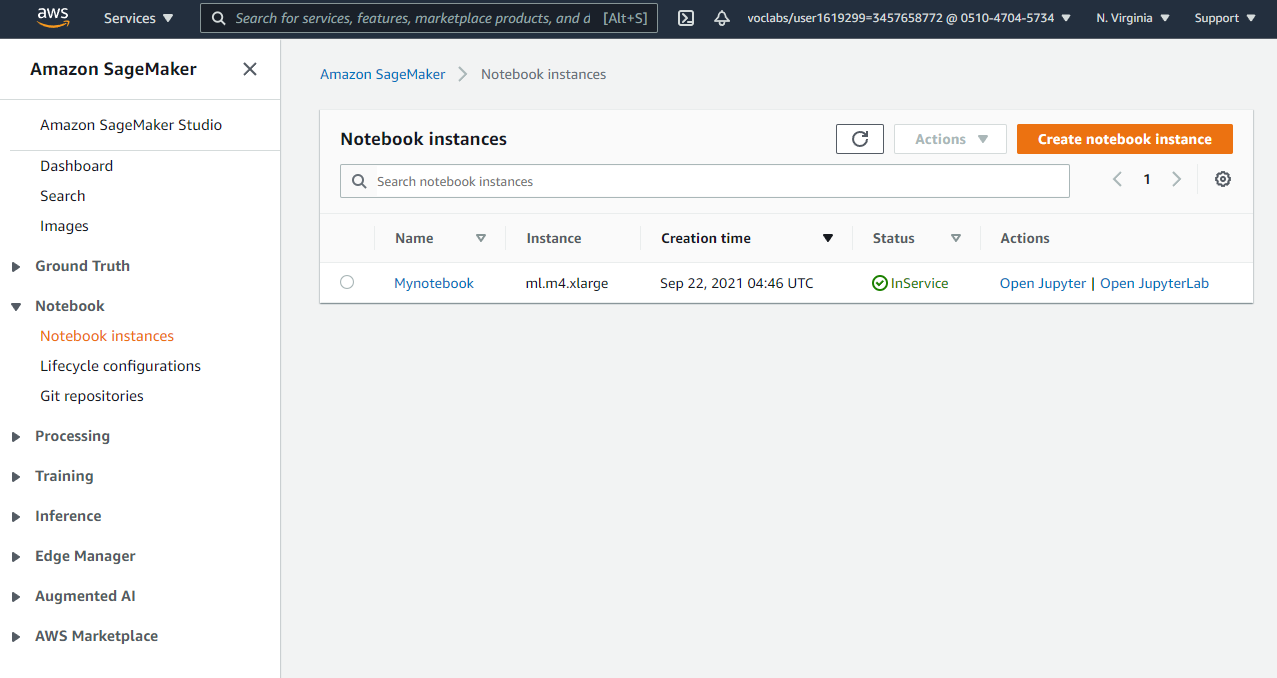 aws
Services
Search for services, features, marketplace products, and d [Alt+S]
voclabs/user1619299=3457658772 @ 0510-4704-5734
N. Virginia
Support
Amazon SageMaker
Amazon SageMaker Studio
Dashboard
Search
Images
Ground Truth
Notebook
Notebook instances
Lifecycle configurations
Git repositories
Processing
Training
Inference
Edge Manager
Augmented AI
AWS Marketplace
Amazon SageMaker > Notebook instances
Notebook instances
Actions
Create notebook instance
Search notebook instances
1
Name Instance Creation time Status Actions
Mynotebook ml.m4.xlarge Sep 22, 2021 04:46 UTC InService Open Jupyter | Open JupyterLab